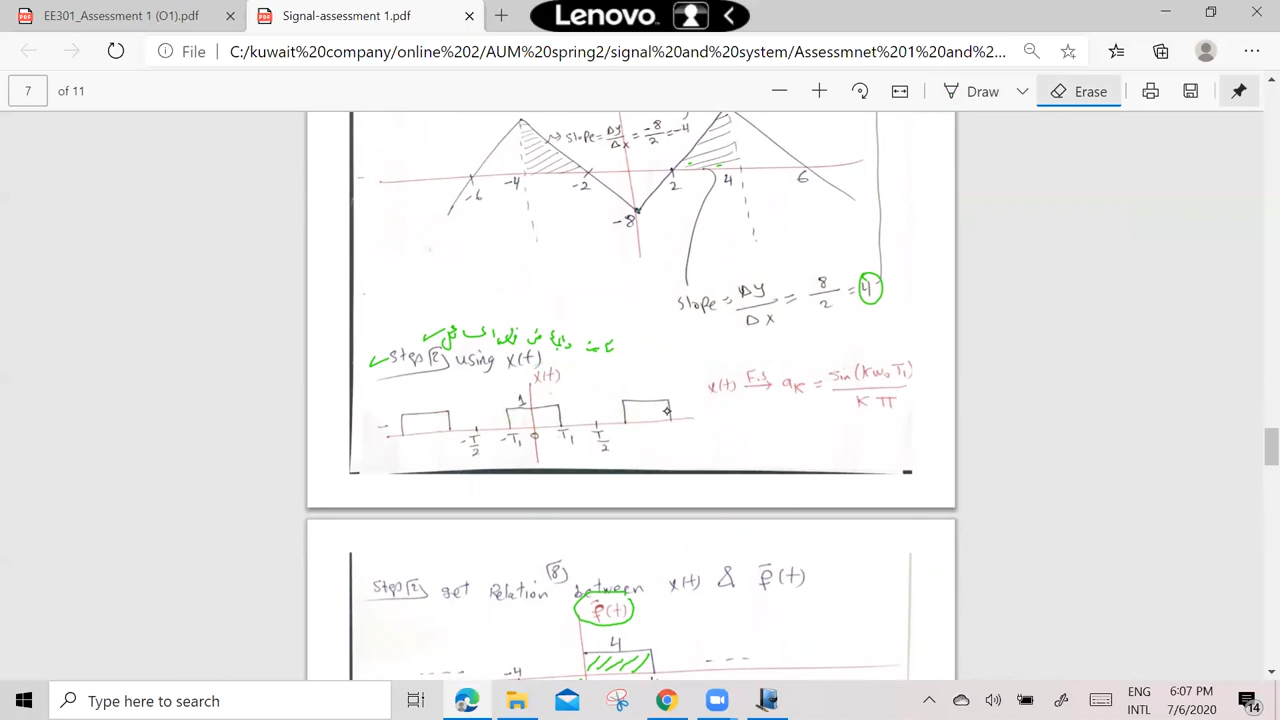 EE301_Assessment 1 (O1).pdf
Signal-assessment 1.pdf
Lenovo
File
C:/kuwait%20company/online%202/AUM%20spring2/signal%20and%20system/Assessmnet%201%20and%2...
7 of 11
Draw
Erase
slope = Δy/Δx = -8/2 = -4
-6 -4 -2 2 4 6
-8
slope = Δy/Δx = 8/2 = 4
Step 2 using x(t)
x(t)
1
-T/2 -T1 0 T1 T/2
x(t) F.S → aK = sin(K w0 T1) / K π
Step 2 get Relation between x(t) & f̄(t)
8
f̄(t)
4
-4
Type here to search
ENG
INTL
6:07 PM
7/6/2020
14